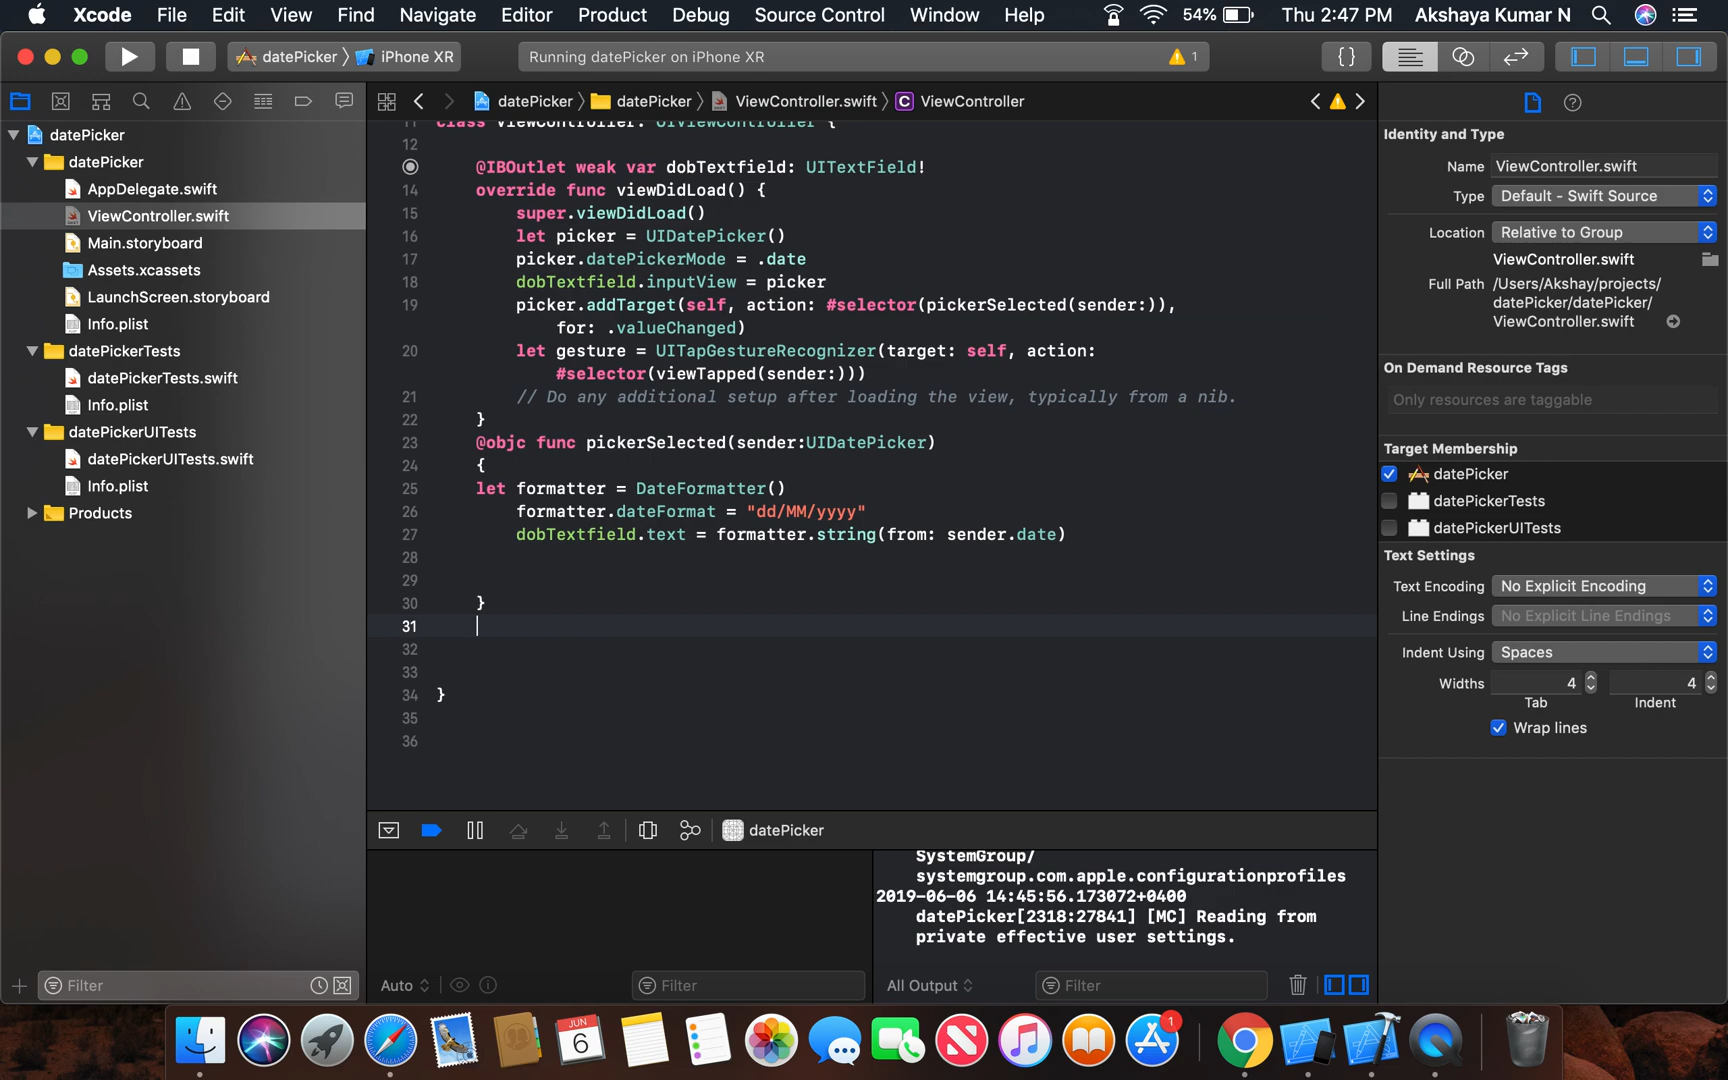 Xcode File Edit View Find Navigate Editor Product Debug Source Control Window Help 54% Thu 2:47 PM Akshaya Kumar N
datePicker 〉 iPhone XR Running datePicker on iPhone XR 1 {}
datePicker 〉 datePicker 〉 ViewController.swift 〉 C ViewController
datePicker
datePicker
AppDelegate.swift
ViewController.swift
Main.storyboard
Assets.xcassets
LaunchScreen.storyboard
Info.plist
datePickerTests
datePickerTests.swift
Info.plist
datePickerUITests
datePickerUITests.swift
Info.plist
Products
Filter
11 class ViewController: UIViewController {
12
@IBOutlet weak var dobTextfield: UITextField!
14 override func viewDidLoad() {
15 super.viewDidLoad()
16 let picker = UIDatePicker()
17 picker.datePickerMode = .date
18 dobTextfield.inputView = picker
19 picker.addTarget(self, action: #selector(pickerSelected(sender:)),
for: .valueChanged)
20 let gesture = UITapGestureRecognizer(target: self, action:
#selector(viewTapped(sender:)))
21 // Do any additional setup after loading the view, typically from a nib.
22 }
23 @objc func pickerSelected(sender:UIDatePicker)
24 {
25 let formatter = DateFormatter()
26 formatter.dateFormat = "dd/MM/yyyy"
27 dobTextfield.text = formatter.string(from: sender.date)
28
29
30 }
31
32
33
34 }
35
36
datePicker
SystemGroup/
systemgroup.com.apple.configurationprofiles
2019-06-06 14:45:56.173072+0400
datePicker[2318:27841] [MC] Reading from
private effective user settings.
Auto Filter All Output Filter
Identity and Type
Name ViewController.swift
Type Default - Swift Source
Location Relative to Group
ViewController.swift
Full Path /Users/Akshay/projects/
datePicker/datePicker/
ViewController.swift
On Demand Resource Tags
Only resources are taggable
Target Membership
datePicker
datePickerTests
datePickerUITests
Text Settings
Text Encoding No Explicit Encoding
Line Endings No Explicit Line Endings
Indent Using Spaces
Widths 4 4
Tab Indent
Wrap lines
JUN
6
1